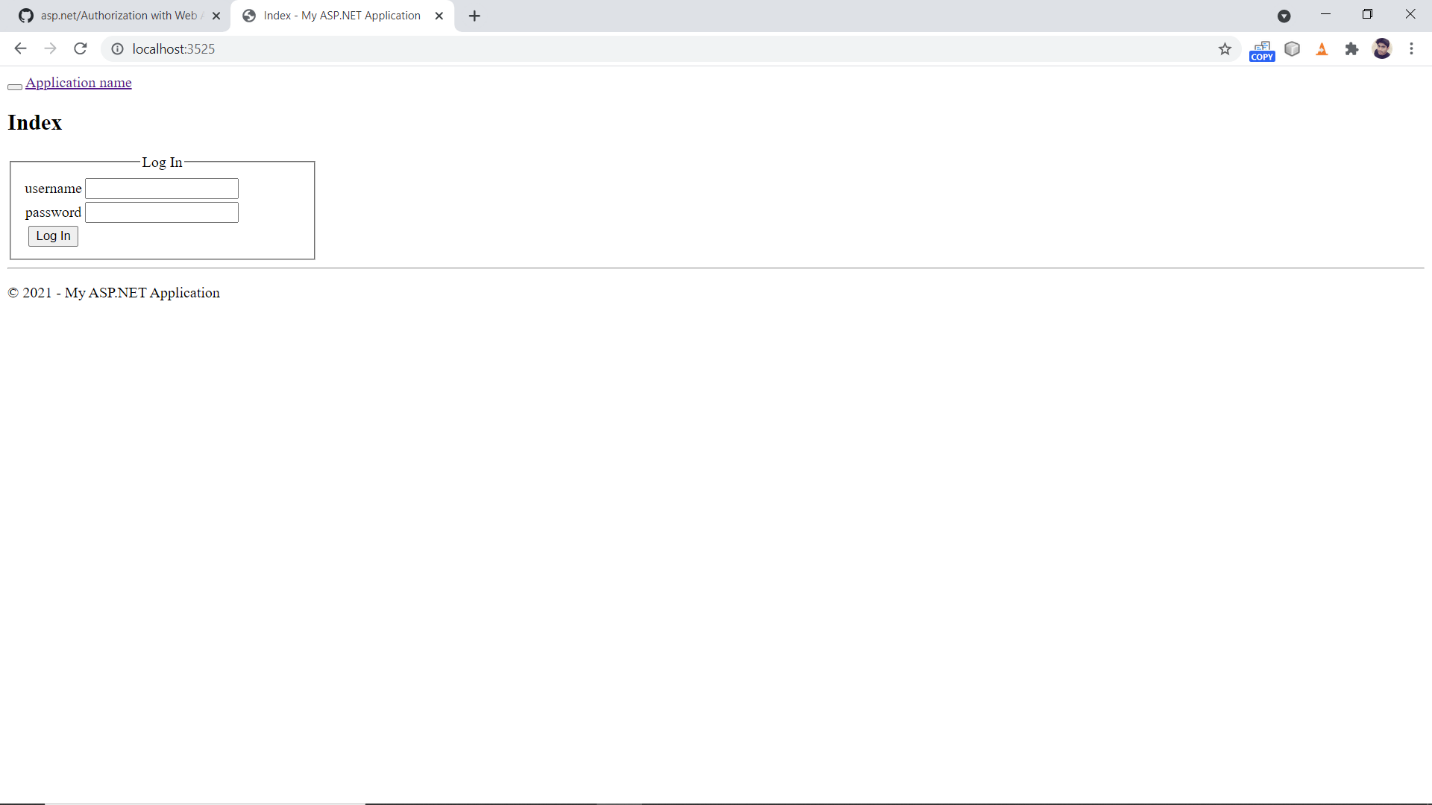 asp.net/Authorization with Web
Index - My ASP.NET Application
localhost:3525
COPY
Application name
Index
Log In
username
password
Log In
© 2021 - My ASP.NET Application